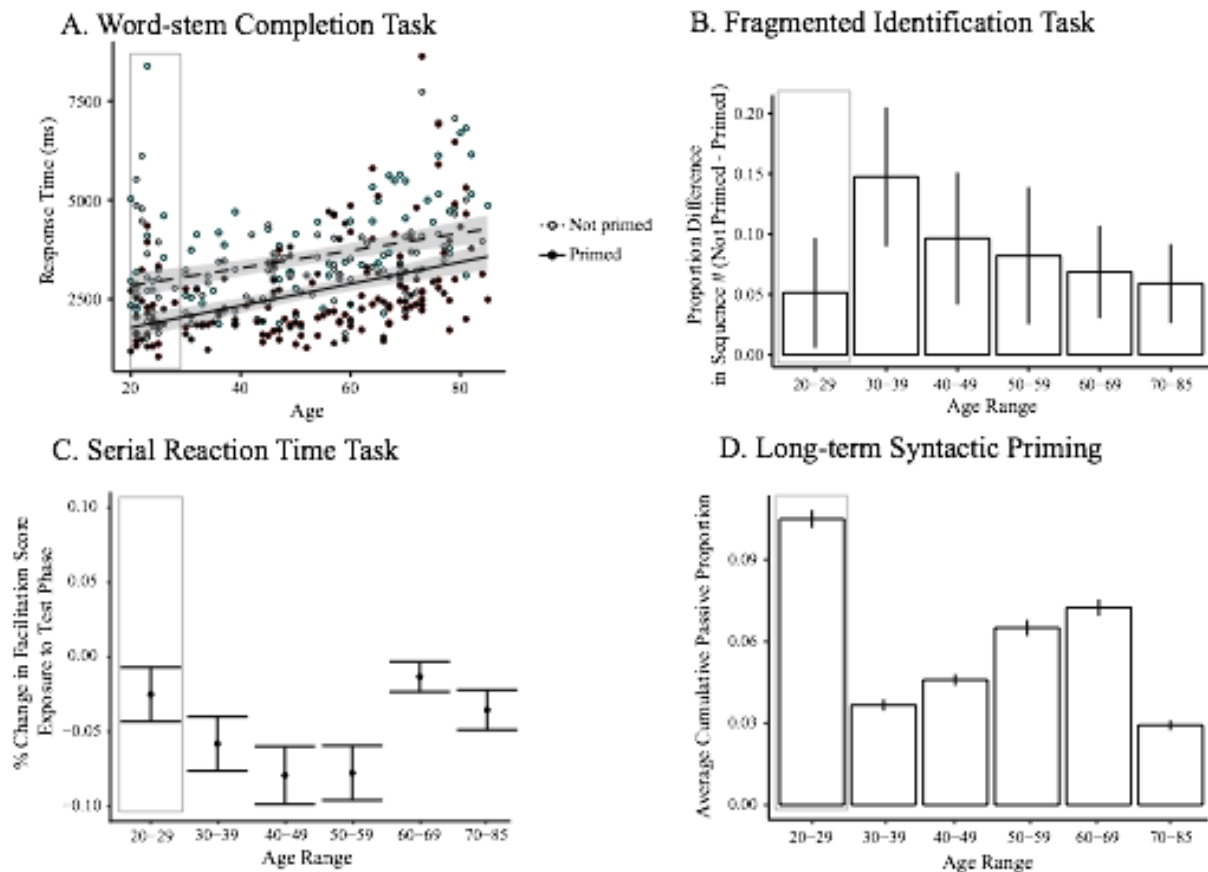 A. Word-stem Completion Task
Response Time (ms)
7500
5000
2500
20
40
60
80
Age
Not primed
Primed
B. Fragmented Identification Task
Proportion Difference
in Sequence # (Not Primed - Primed)
0.20
0.15
0.10
0.05
0.00
20-29
30-39
40-49
50-59
60-69
70-85
Age Range
C. Serial Reaction Time Task
% Change in Facilitation Score
Exposure to Test Phase
0.10
0.05
0.00
-0.05
-0.10
20-29
30-39
40-49
50-59
60-69
70-85
Age Range
D. Long-term Syntactic Priming
Average Cumulative Passive Proportion
0.09
0.06
0.03
0.00
20-29
30-39
40-49
50-59
60-69
70-85
Age Range